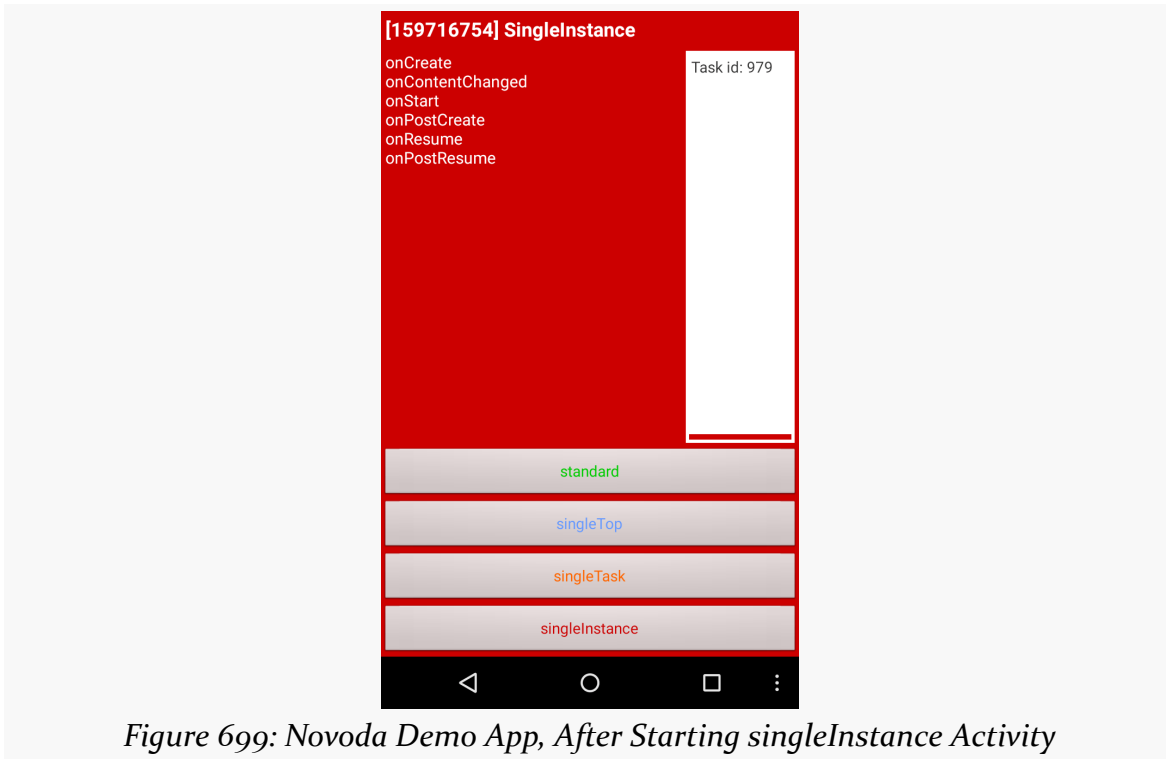 [159716754] SingleInstance
onCreate
onContentChanged
onStart
onPostCreate
onResume
onPostResume
Task id: 979
standard
singleTop
singleTask
singleInstance
Figure 699: Novoda Demo App, After Starting singleInstance Activity